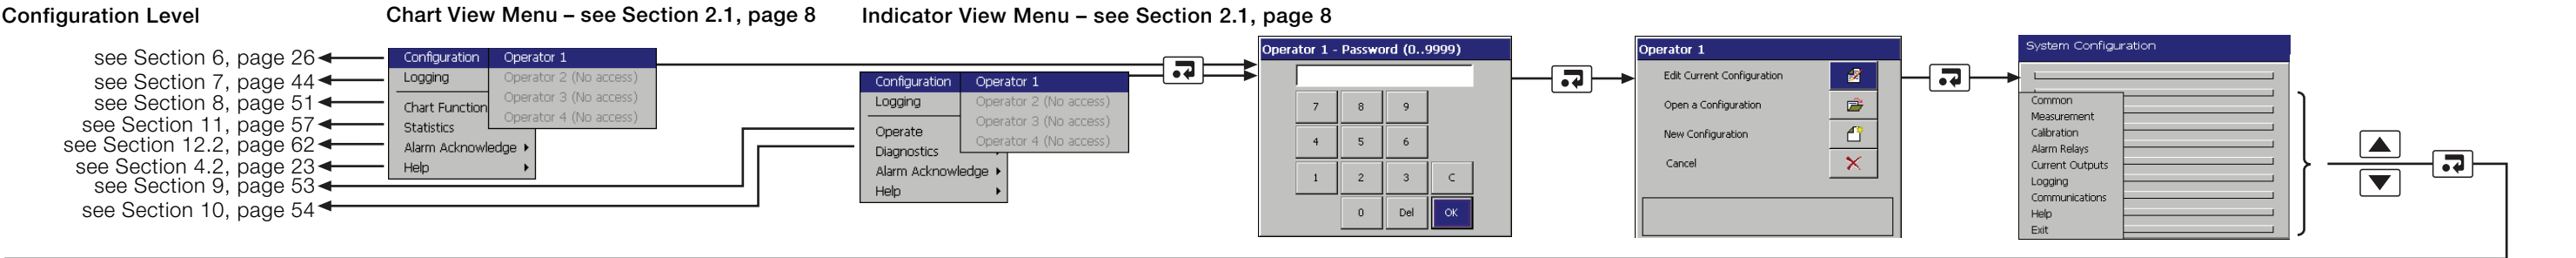 Configuration Level
Chart View Menu – see Section 2.1, page 8
Indicator View Menu – see Section 2.1, page 8
see Section 6, page 26
see Section 7, page 44
see Section 8, page 51
see Section 11, page 57
see Section 12.2, page 62
see Section 4.2, page 23
see Section 9, page 53
see Section 10, page 54
Configuration
Logging
Chart Function
Statistics
Alarm Acknowledge
Help
Operator 1
Operator 2 (No access)
Operator 3 (No access)
Operator 4 (No access)
Configuration
Logging
Operate
Diagnostics
Alarm Acknowledge
Help
Operator 1
Operator 2 (No access)
Operator 3 (No access)
Operator 4 (No access)
Operator 1 - Password (0..9999)
7 8 9
4 5 6
1 2 3 C
0 Del OK
Operator 1
Edit Current Configuration
Open a Configuration
New Configuration
Cancel
System Configuration
Common
Measurement
Calibration
Alarm Relays
Current Outputs
Logging
Communications
Help
Exit